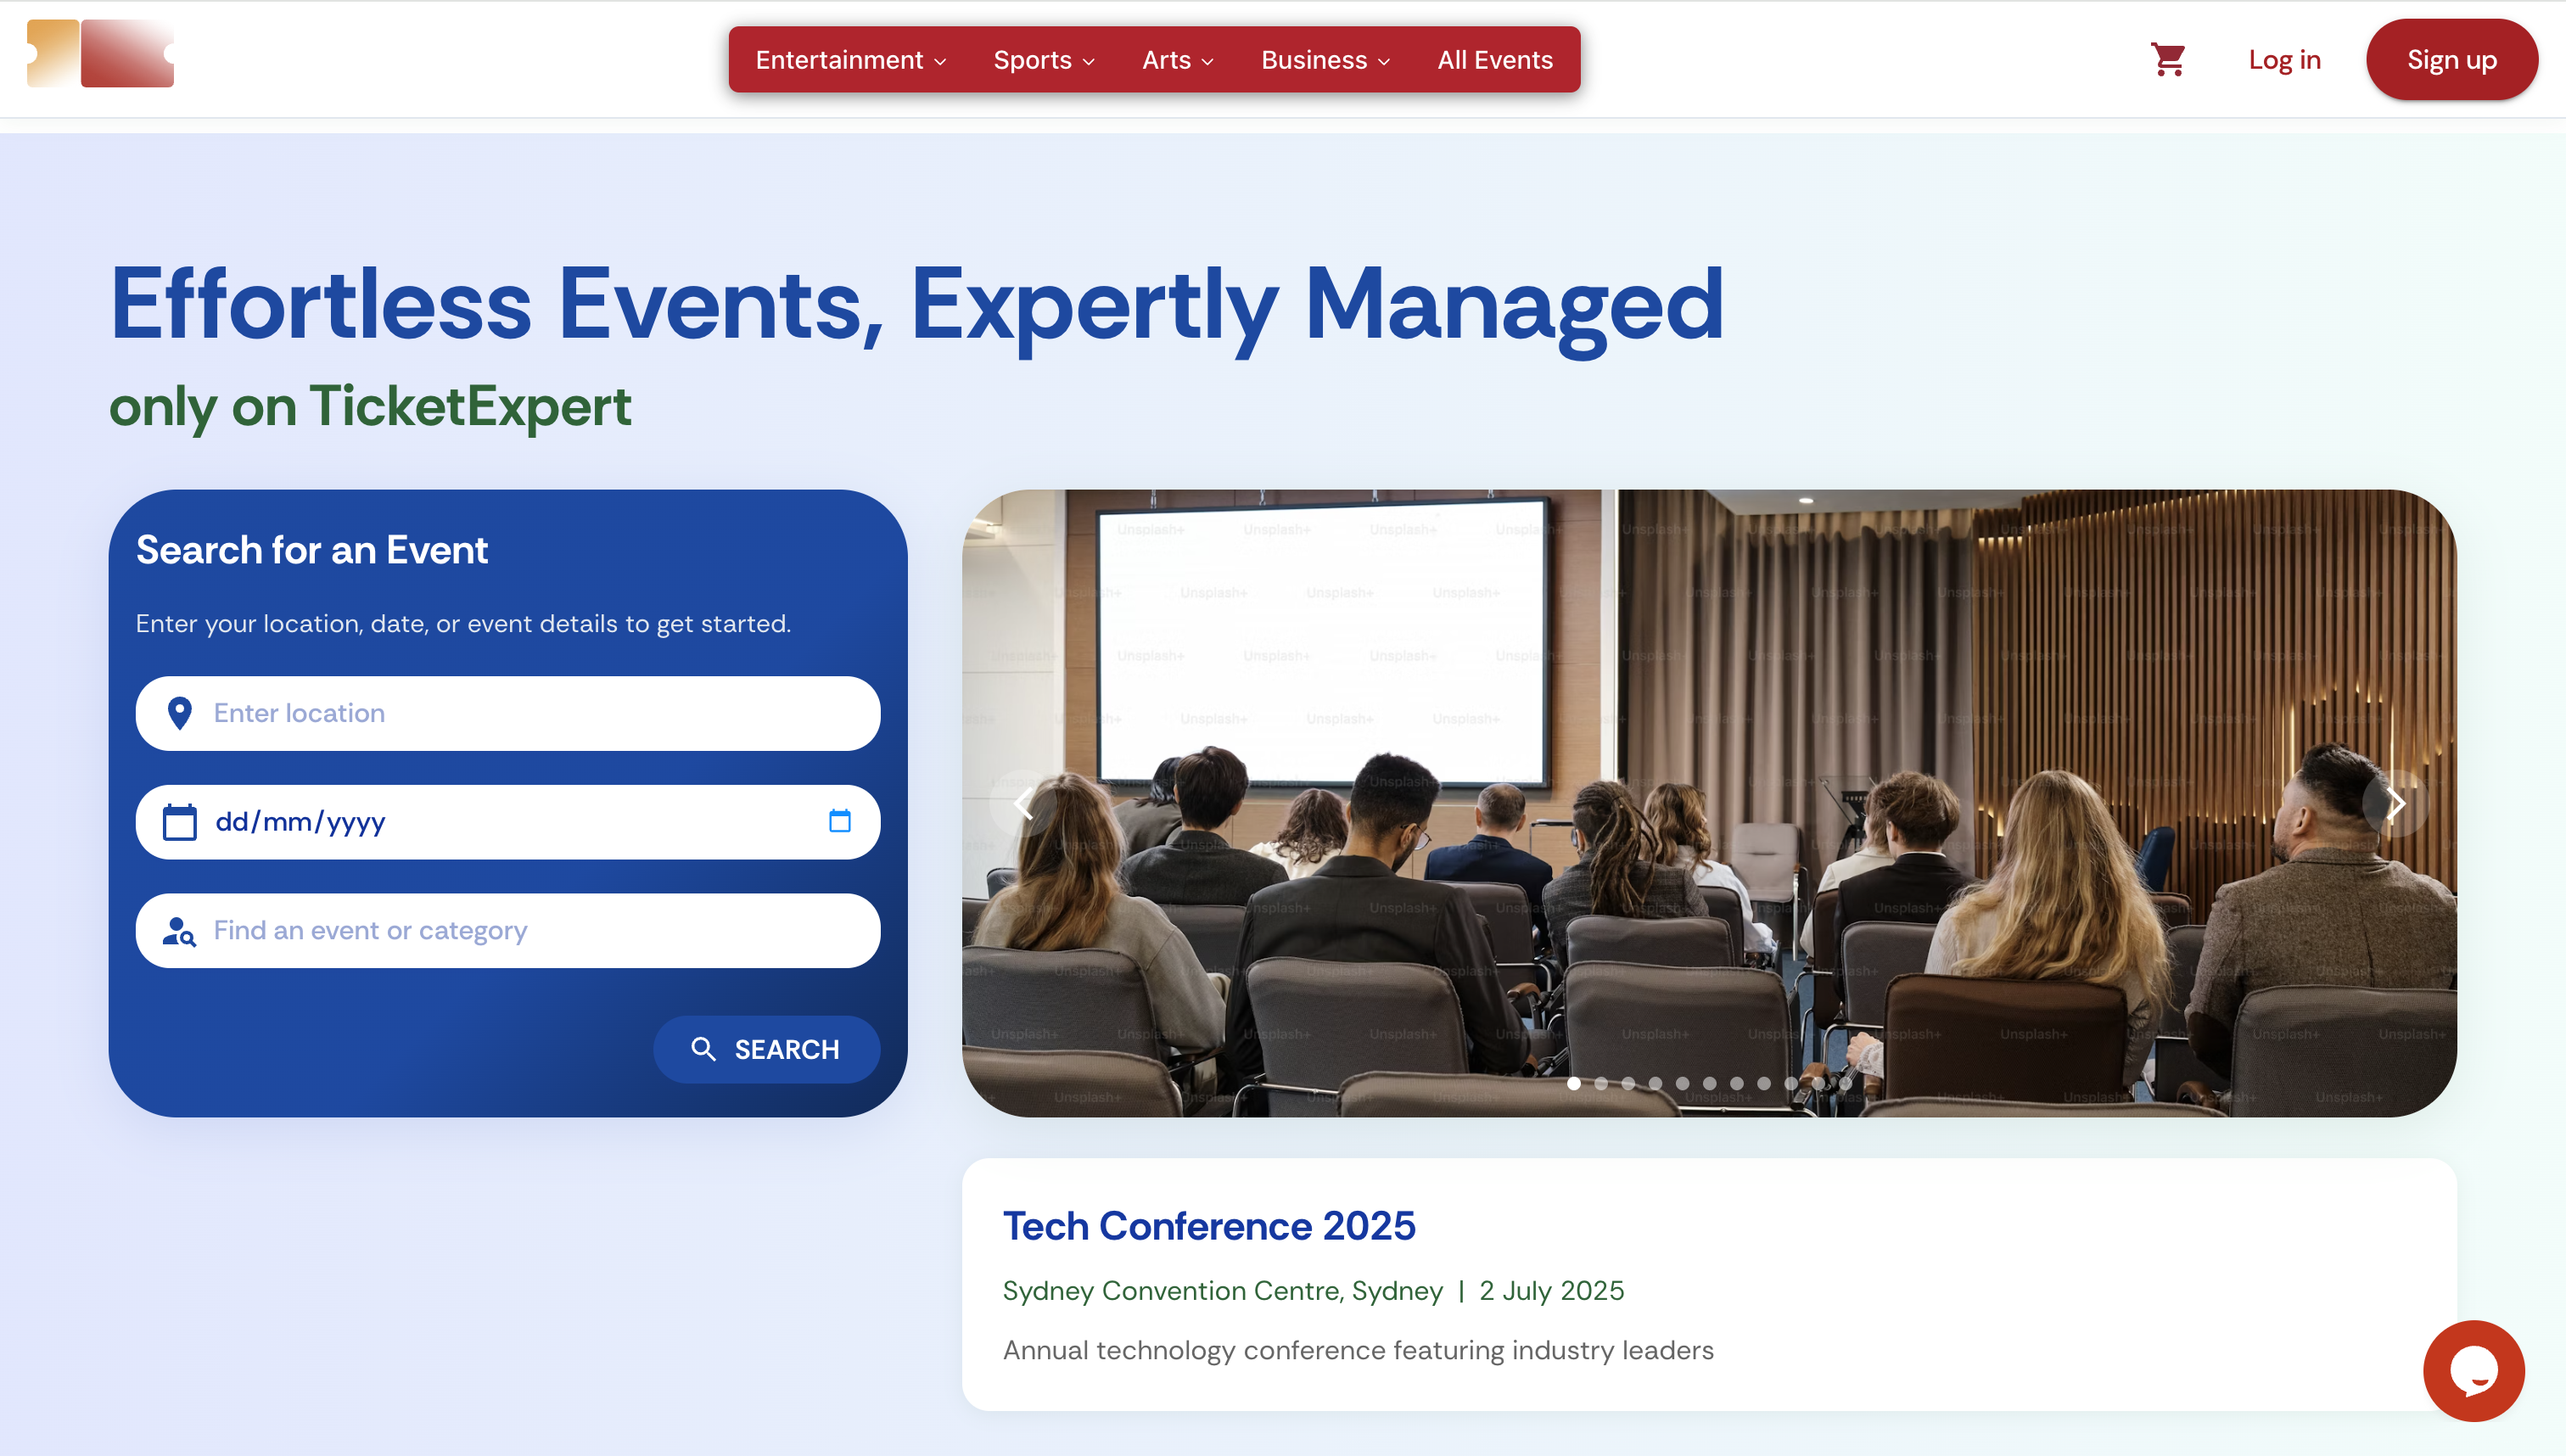 Entertainment
Sports
Arts
Business
All Events
Log in
Sign up
Effortless Events, Expertly Managed
only on TicketExpert
Search for an Event
Enter your location, date, or event details to get started.
Enter location
dd/mm/yyyy
Find an event or category
SEARCH
Unsplash+
Tech Conference 2025
Sydney Convention Centre, Sydney | 2 July 2025
Annual technology conference featuring industry leaders